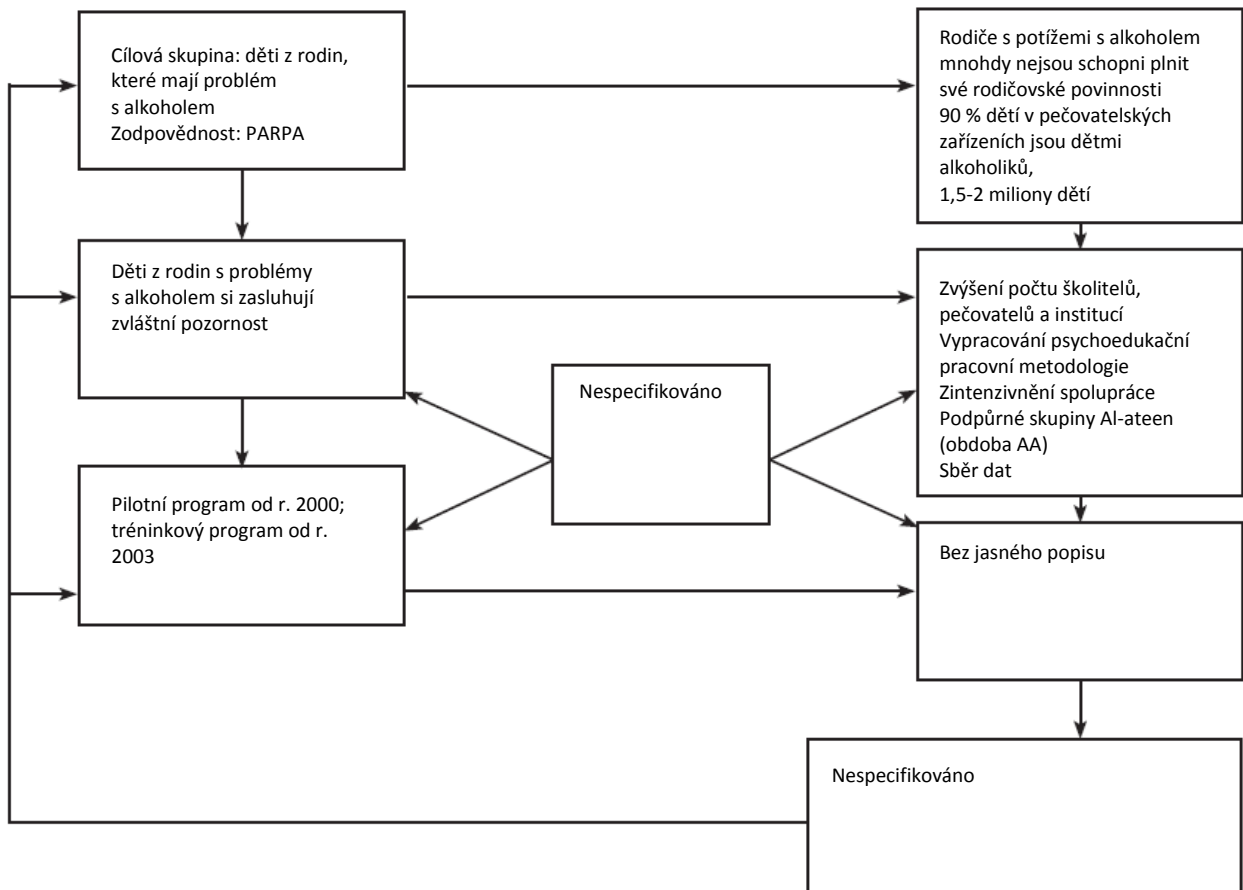 Cílová skupina: děti z rodin,
které mají problém
s alkoholem
Zodpovědnost: PARPA
Rodiče s potížemi s alkoholem
mnohdy nejsou schopni plnit
své rodičovské povinnosti
90 % dětí v pečovatelských
zařízeních jsou dětmi
alkoholiků,
1,5-2 miliony dětí
Děti z rodin s problémy
s alkoholem si zasluhují
zvláštní pozornost
Zvýšení počtu školitelů,
pečovatelů a institucí
Vypracování psychoedukační
pracovní metodologie
Zintenzivnění spolupráce
Podpůrné skupiny Al-ateen
(obdoba AA)
Sběr dat
Nespecifikováno
Pilotní program od r. 2000;
tréninkový program od r.
2003
Bez jasného popisu
Nespecifikováno